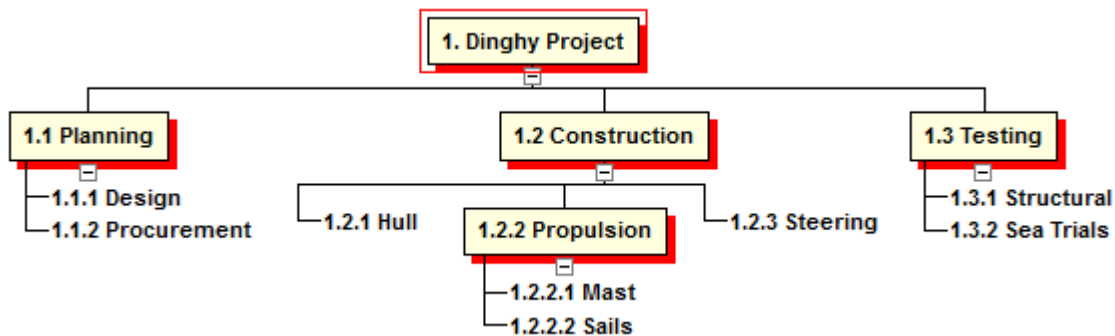 1. Dinghy Project
1.1 Planning
1.2 Construction
1.3 Testing
1.1.1 Design
1.1.2 Procurement
1.2.1 Hull
1.2.2 Propulsion
1.2.3 Steering
1.2.2.1 Mast
1.2.2.2 Sails
1.3.1 Structural
1.3.2 Sea Trials